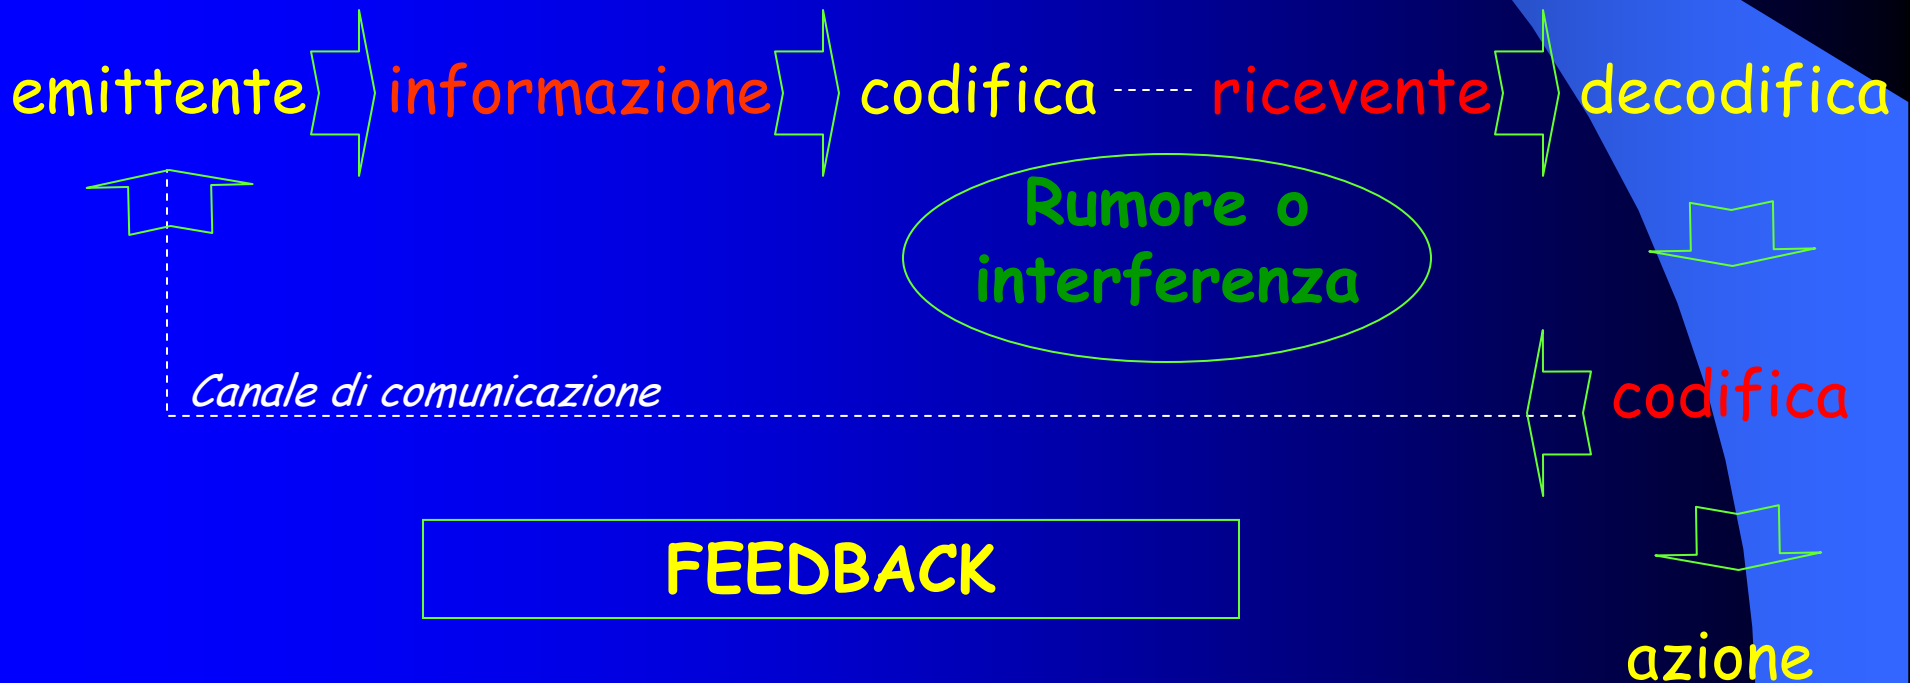 emittente informazione codifica ricevente decodifica
Rumore o
interferenza
Canale di comunicazione
codifica
FEEDBACK
azione